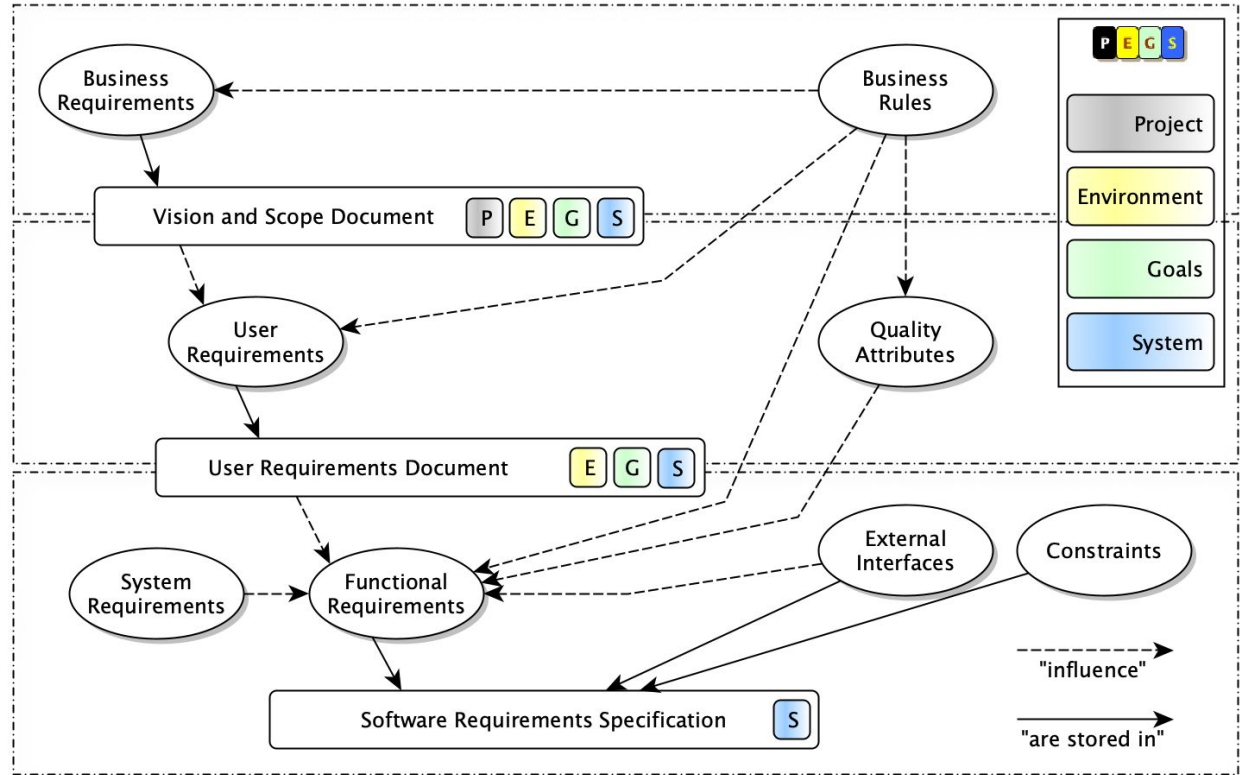 Business
Requirements
Business
Rules
P E G S
Project
Environment
Goals
System
Vision and Scope Document P E G S
User
Requirements
Quality
Attributes
User Requirements Document E G S
System
Requirements
Functional
Requirements
External
Interfaces
Constraints
"influence"
"are stored in"
Software Requirements Specification S